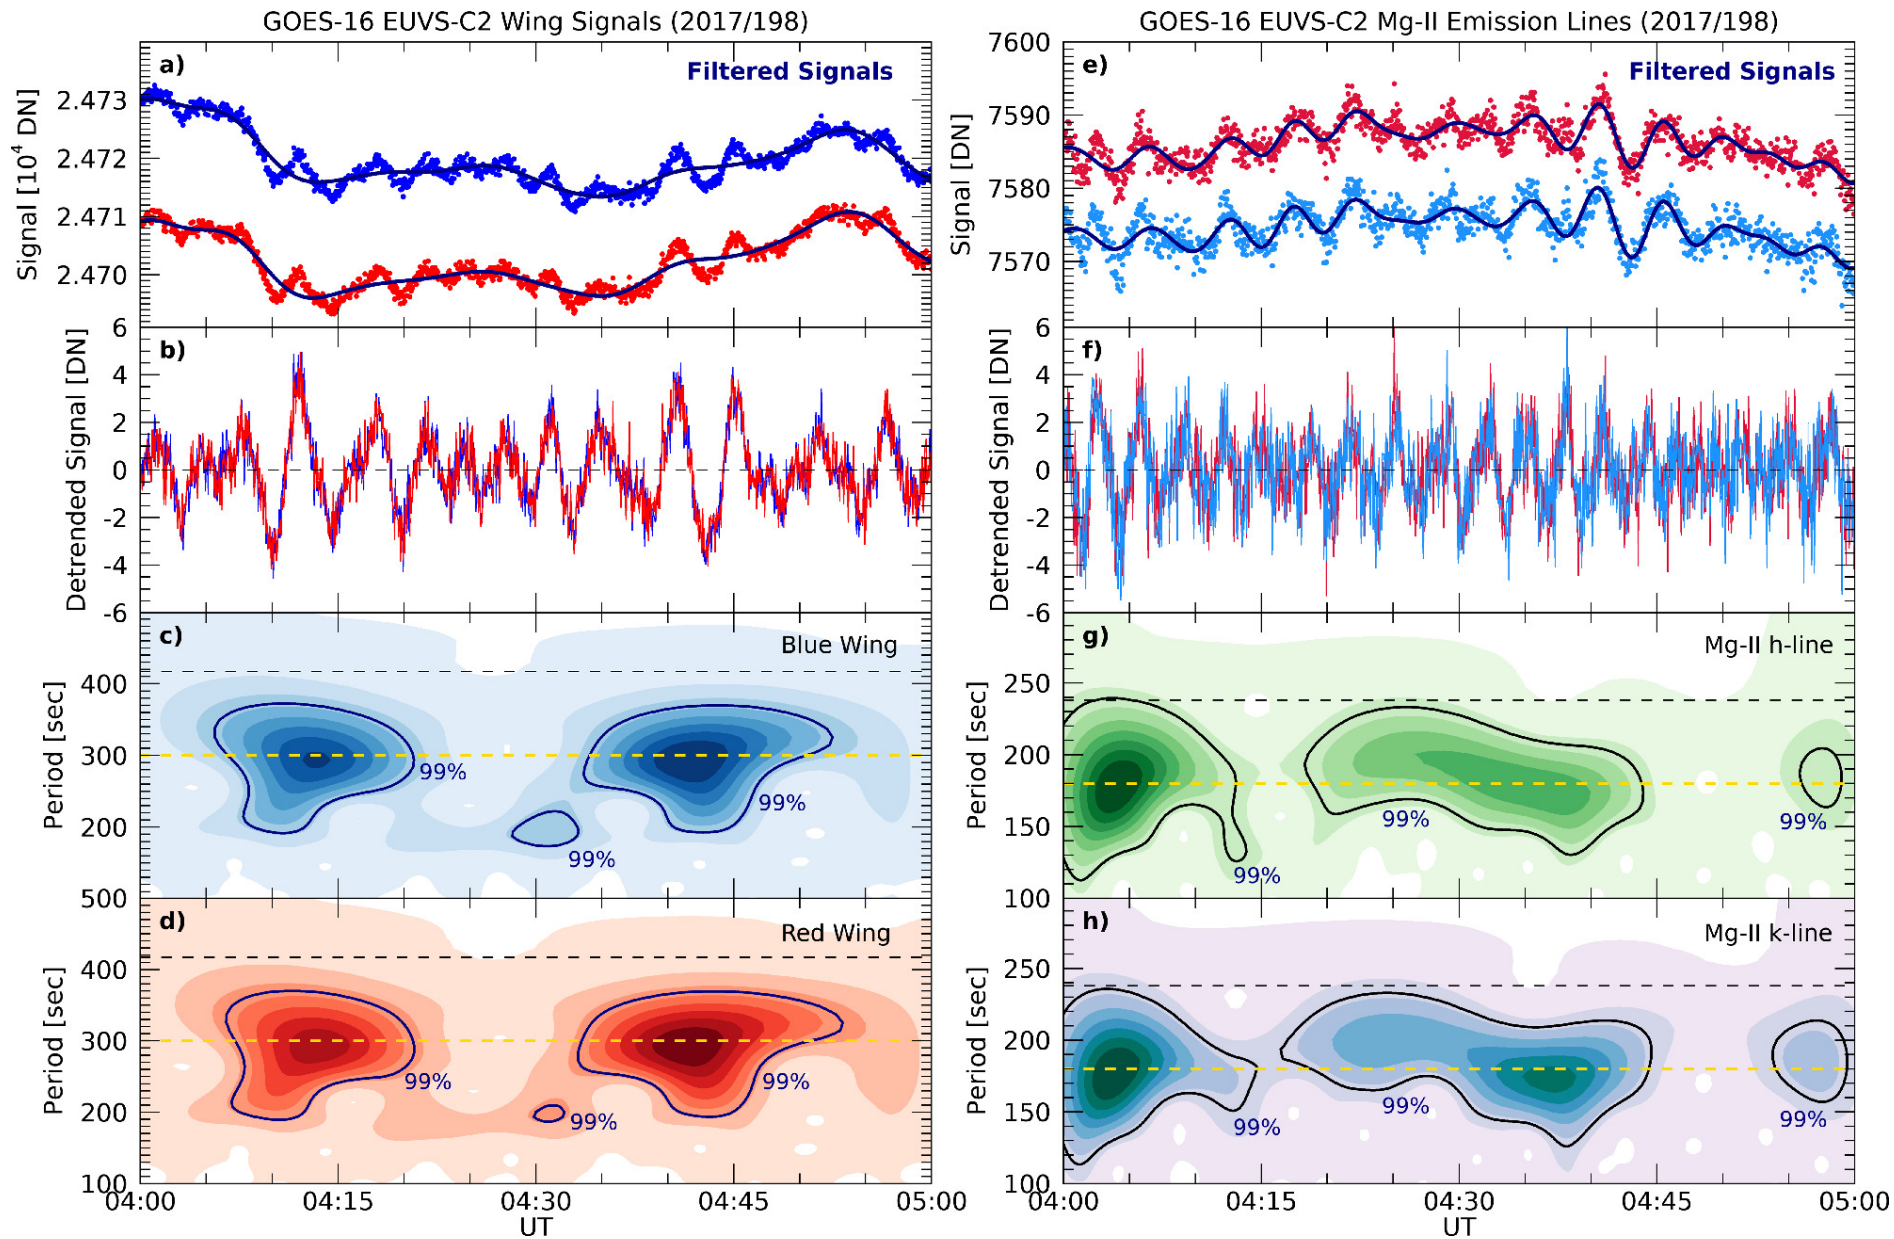 GOES-16 EUVS-C2 Wing Signals (2017/198)
a)
Filtered Signals
Signal [10⁴ DN]
2.473
2.472
2.471
2.470
b)
Detrended Signal [DN]
6
4
2
0
-2
-4
-6
c)
Blue Wing
Period [sec]
400
300
200
500
99%
99%
99%
d)
Red Wing
Period [sec]
400
300
200
100
99%
99%
99%
04:00 04:15 04:30 04:45 05:00
UT
GOES-16 EUVS-C2 Mg-II Emission Lines (2017/198)
e)
Filtered Signals
Signal [DN]
7600
7590
7580
7570
f)
Detrended Signal [DN]
6
4
2
0
-2
-4
-6
g)
Mg-II h-line
Period [sec]
250
200
150
100
99%
99%
99%
h)
Mg-II k-line
Period [sec]
250
200
150
100
99%
99%
99%
04:00 04:15 04:30 04:45 05:00
UT